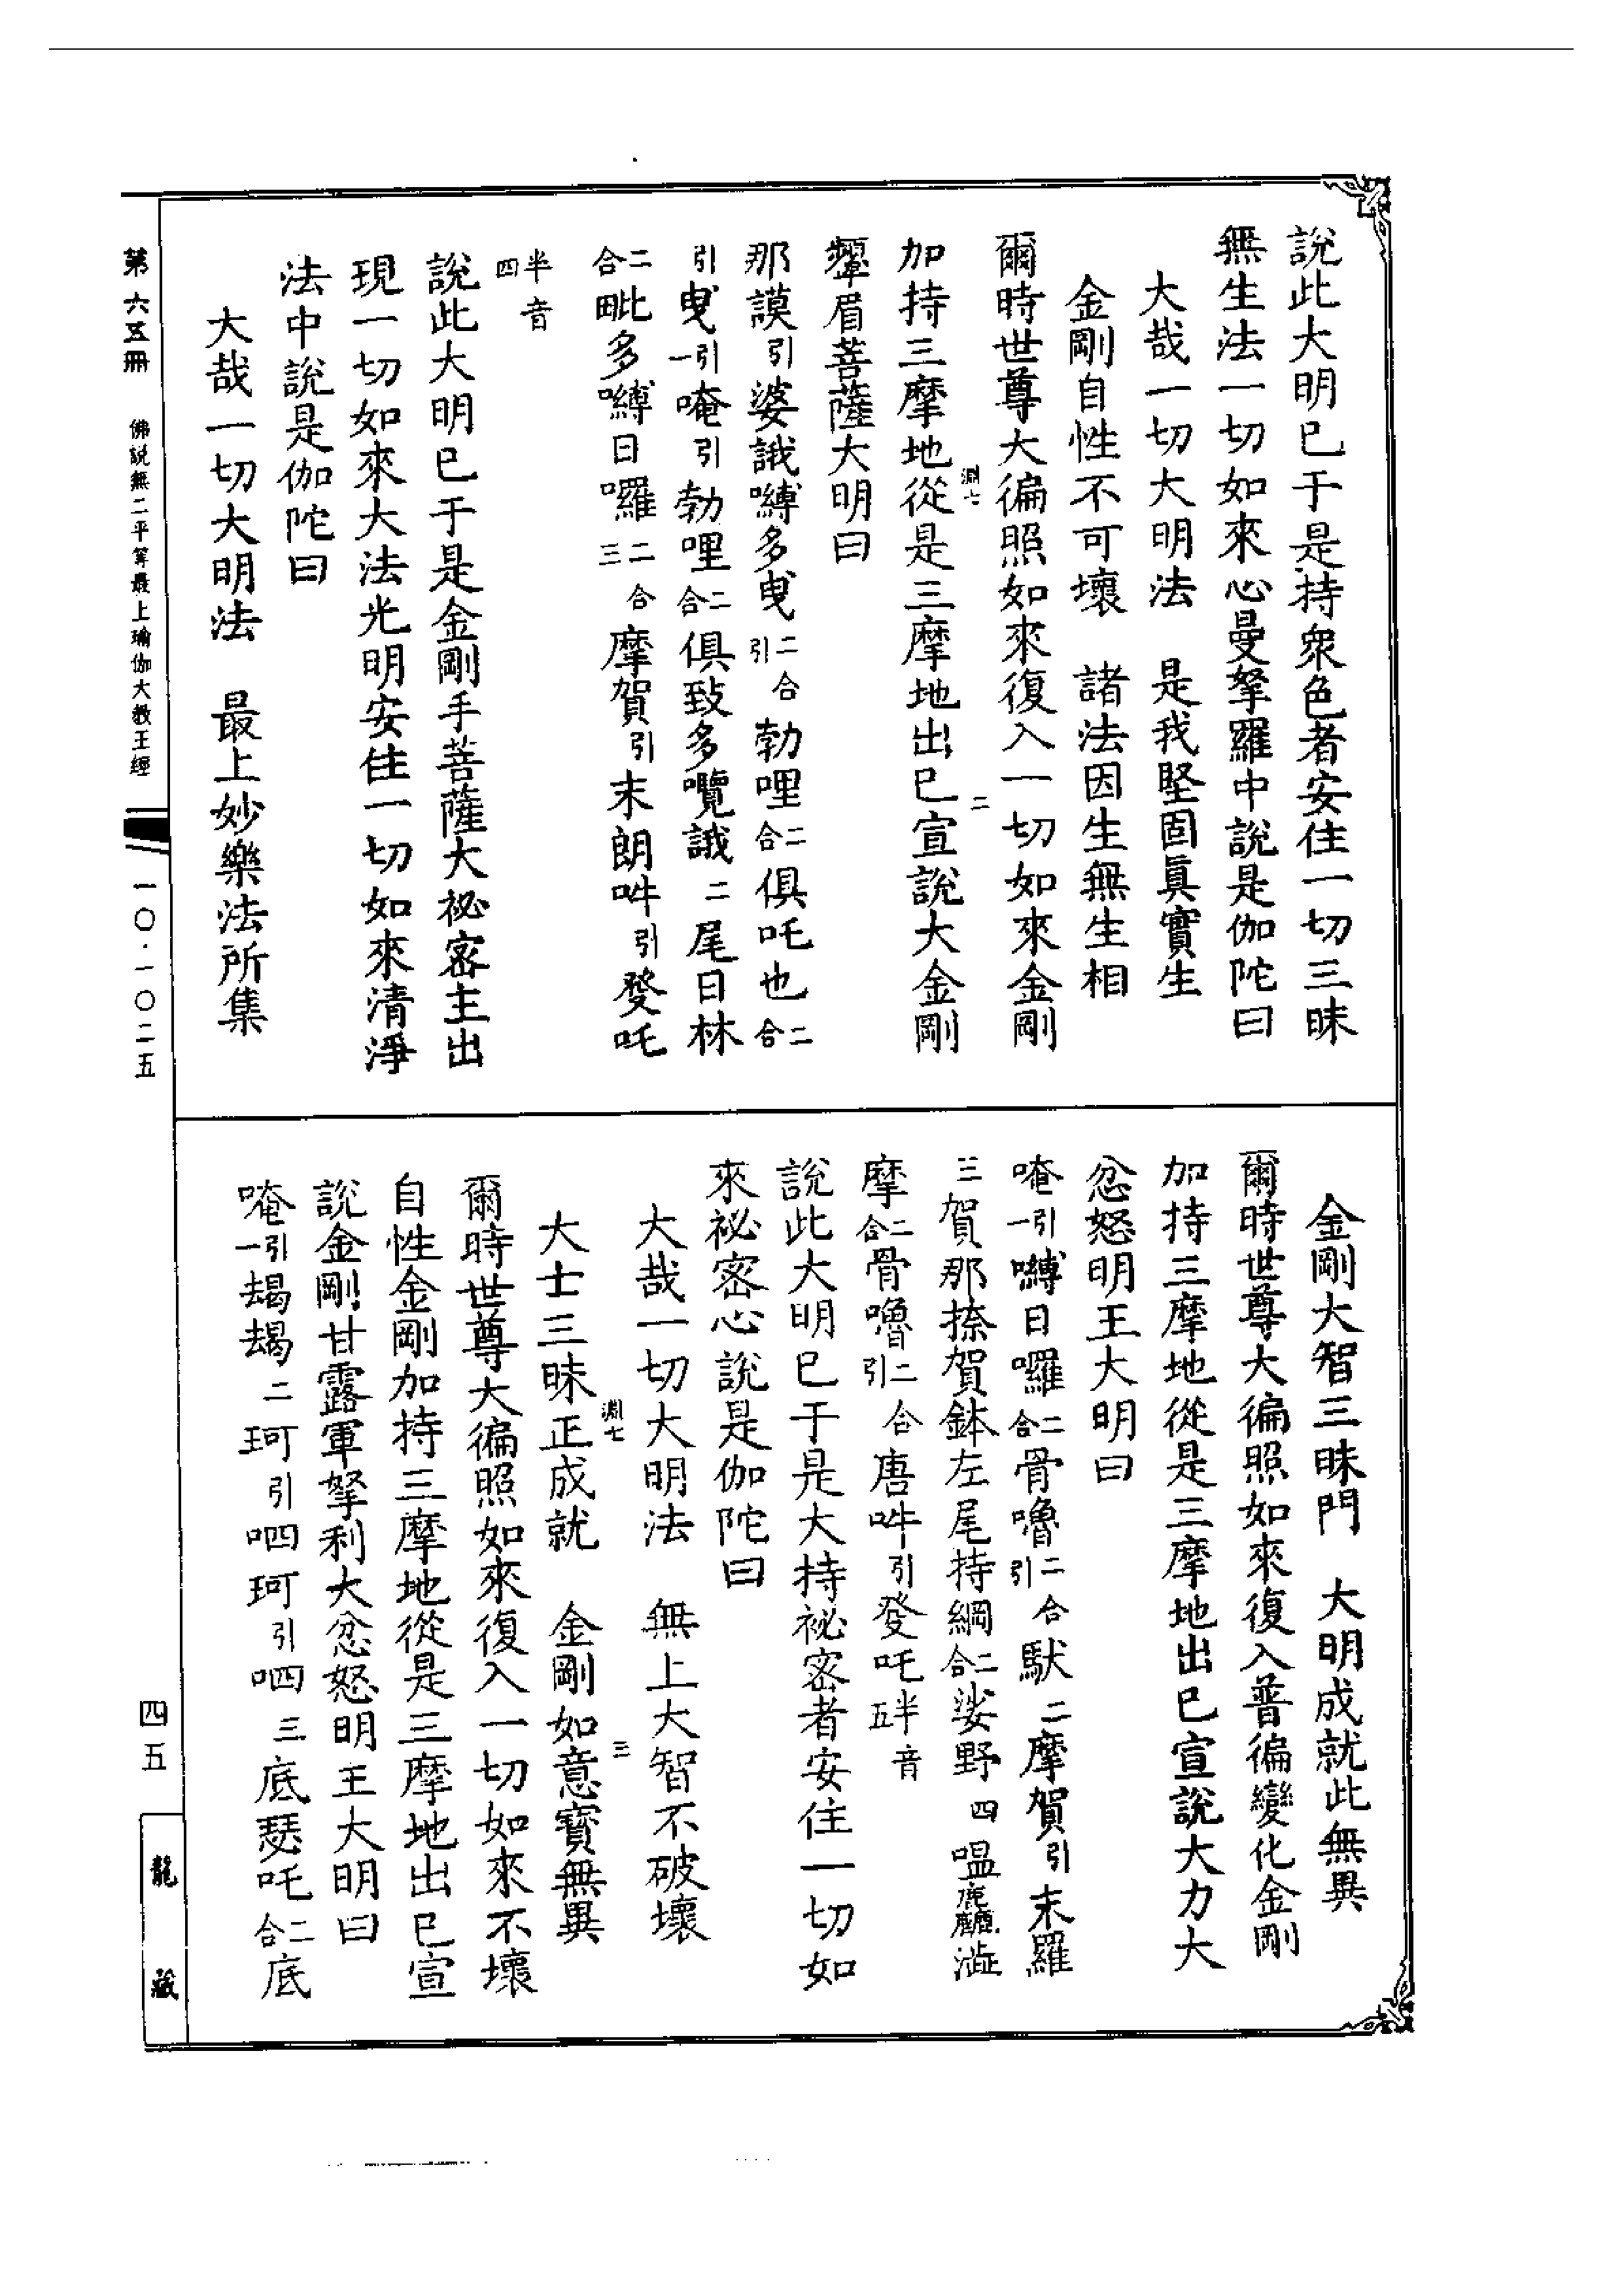 說此大明已于是持衆色者安住一切三昧
無生法一切如來心曼拏羅中說是伽陀曰
大哉一切大明法　是我堅固眞實生
金剛自性不可壞　諸法因生無生相
爾時世尊大徧照如來復入一切如來金剛
加持三摩地從是三摩地出已宣說大金剛
顰眉菩薩大明曰
那謨引婆誐嚩多曳二合引勃哩二合俱吒也二合
引曳引一唵引勃哩二合俱致多囕誐二尾日林
二合毗多嚩日囉二合三摩賀引末朗吽引發吒
半音四
說此大明已于是金剛手菩薩大祕密主出
現一切如來大法光明安住一切如來清淨
法中說是伽陀曰
大哉一切大明法　最上妙樂法所集
淵七
二
金剛大智三昧門　大明成就此無異
爾時世尊大徧照如來復入普徧變化金剛
加持三摩地從是三摩地出已宣說大力大
忿怒明王大明曰
唵引一嚩日囉二合骨嚕二合引馱二摩賀引末羅
三賀那捺賀鉢左尾持網二合娑野四嗢
摩二合骨嚕二合引唐吽引發吒半音五
說此大明已于是大持祕密者安住一切如
來祕密心說是伽陀曰
大哉一切大明法　無上大智不破壞
大士三昧正成就　金剛如意寶無異
爾時世尊大徧照如來復入一切如來不壞
自性金剛加持三摩地從是三摩地出已宣
說金剛甘露軍拏利大忿怒明王大明曰
唵引一朅朅二珂引呬珂引呬三底瑟吒二合底
淵七
三
第六五冊　佛說無二平等最上瑜伽大教王經
一〇·一〇二五
四五
龍藏